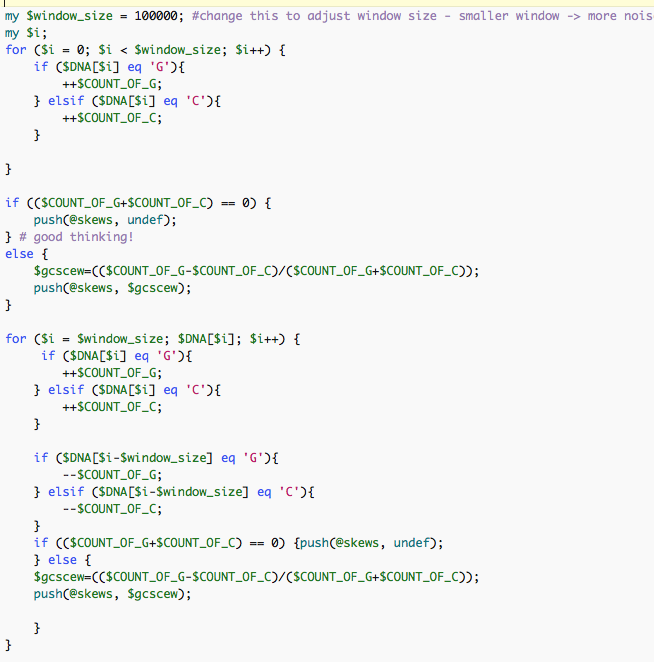 my $window_size = 100000; #change this to adjust window size - smaller window -> more nois
my $i;
for ($i = 0; $i < $window_size; $i++) {
    if ($DNA[$i] eq 'G'){
        ++$COUNT_OF_G;
    } elsif ($DNA[$i] eq 'C'){
        ++$COUNT_OF_C;
    }
}
if (($COUNT_OF_G+$COUNT_OF_C) == 0) {
    push(@skews, undef);
} # good thinking!
else {
    $gcscew=(($COUNT_OF_G-$COUNT_OF_C)/($COUNT_OF_G+$COUNT_OF_C));
    push(@skews, $gcscew);
}
for ($i = $window_size; $DNA[$i]; $i++) {
     if ($DNA[$i] eq 'G'){
        ++$COUNT_OF_G;
    } elsif ($DNA[$i] eq 'C'){
        ++$COUNT_OF_C;
    }
    if ($DNA[$i-$window_size] eq 'G'){
        --$COUNT_OF_G;
    } elsif ($DNA[$i-$window_size] eq 'C'){
        --$COUNT_OF_C;
    }
    if (($COUNT_OF_G+$COUNT_OF_C) == 0) {push(@skews, undef);
    } else {
    $gcscew=(($COUNT_OF_G-$COUNT_OF_C)/($COUNT_OF_G+$COUNT_OF_C));
    push(@skews, $gcscew);
    }
}